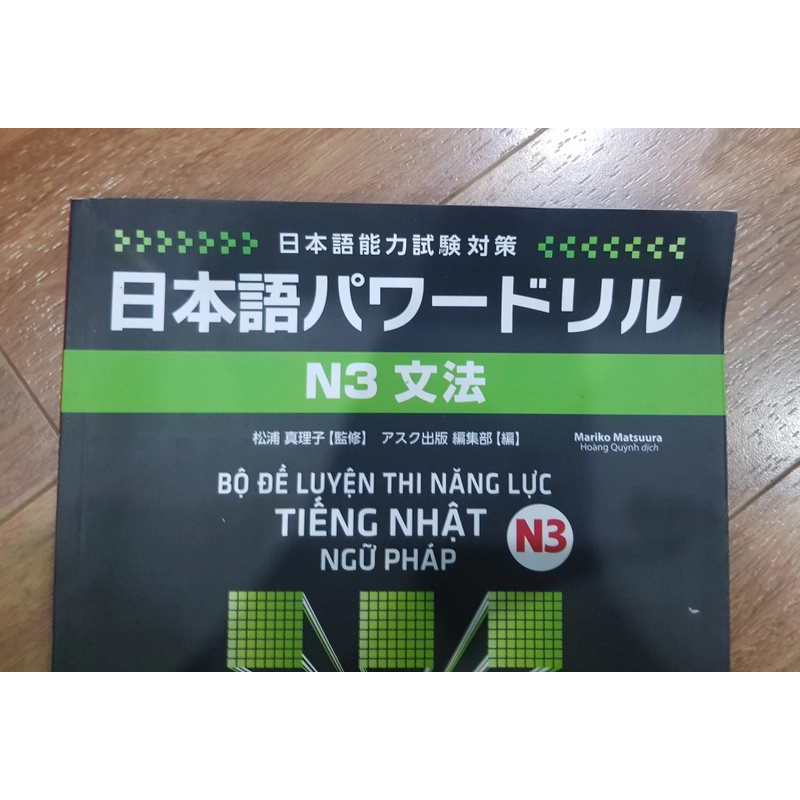 日本語能力試験対策
日本語パワードリル
N3 文法
松浦 真理子【監修】 アスク出版 編集部【編】
Mariko Matsuura
Hoàng Quỳnh dịch
BỘ ĐỀ LUYỆN THI NĂNG LỰC
TIẾNG NHẬT
N3
NGỮ PHÁP